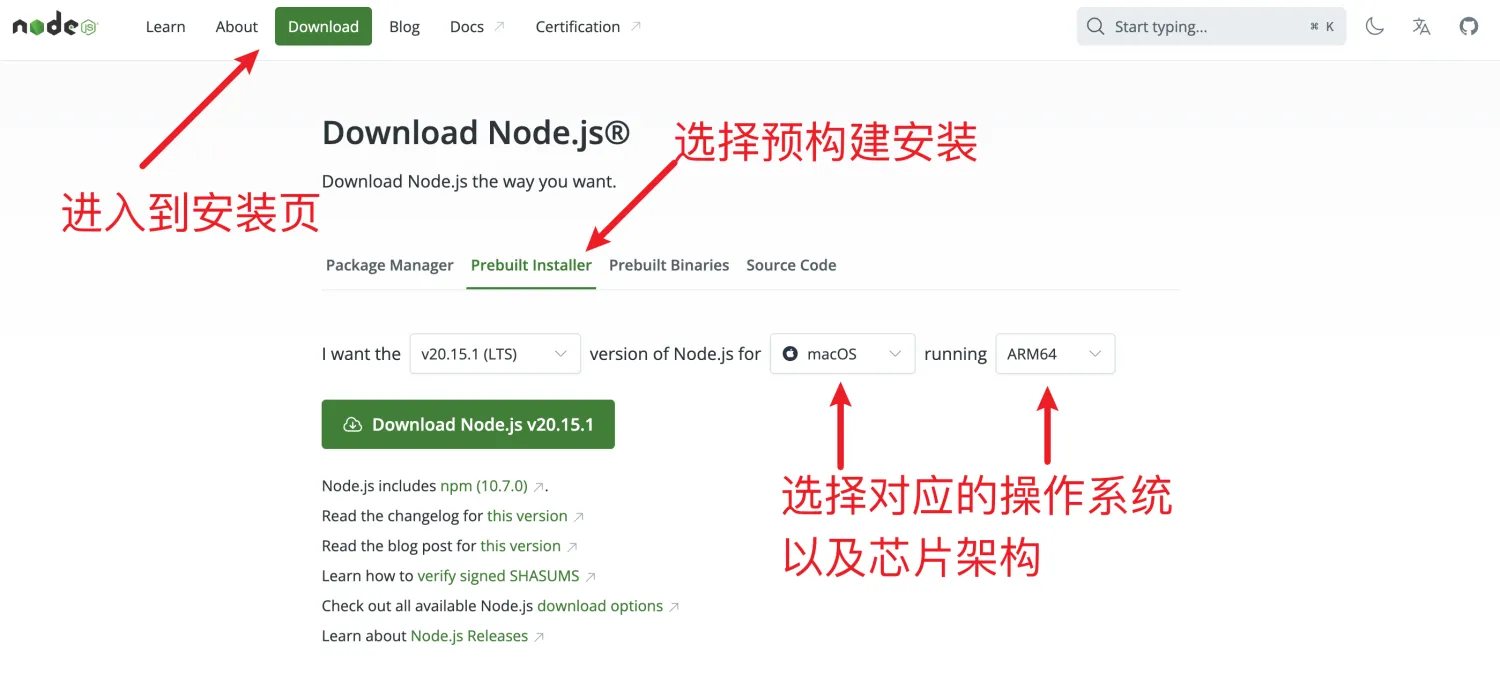 node JS
Learn About Download Blog Docs Certification Start typing... ⌘ K
Download Node.js®
选择预构建安装
Download Node.js the way you want.
进入到安装页
Package Manager Prebuilt Installer Prebuilt Binaries Source Code
I want the v20.15.1 (LTS) version of Node.js for macOS running ARM64
Download Node.js v20.15.1
选择对应的操作系统
以及芯片架构
Node.js includes npm (10.7.0) .
Read the changelog for this version
Read the blog post for this version
Learn how to verify signed SHASUMS
Check out all available Node.js download options
Learn about Node.js Releases